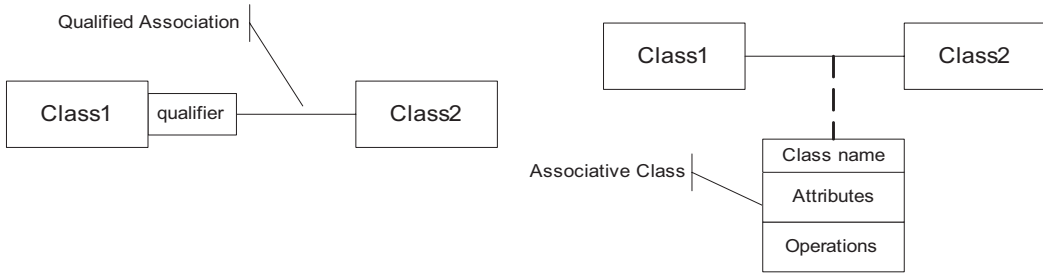 Qualified Association
Class1
qualifier
Class2
Class1
Class2
Associative Class
Class name
Attributes
Operations